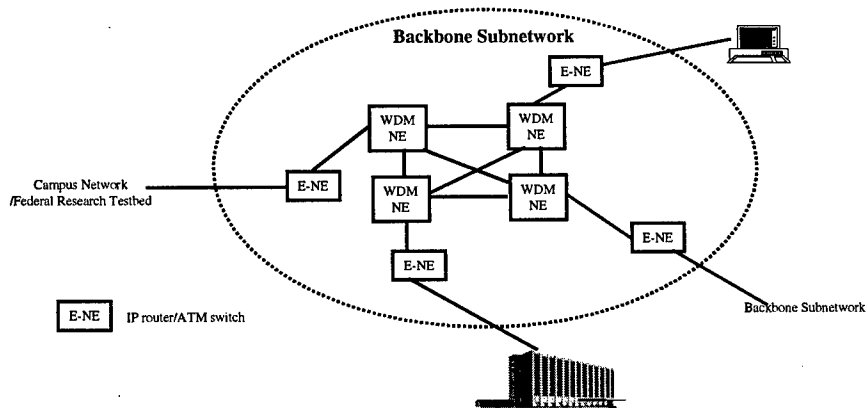 Backbone Subnetwork
E-NE
WDM
NE
WDM
NE
E-NE
Campus Network
/Federal Research Testbed
WDM
NE
WDM
NE
E-NE
E-NE
Backbone Subnetwork
E-NE
IP router/ATM switch